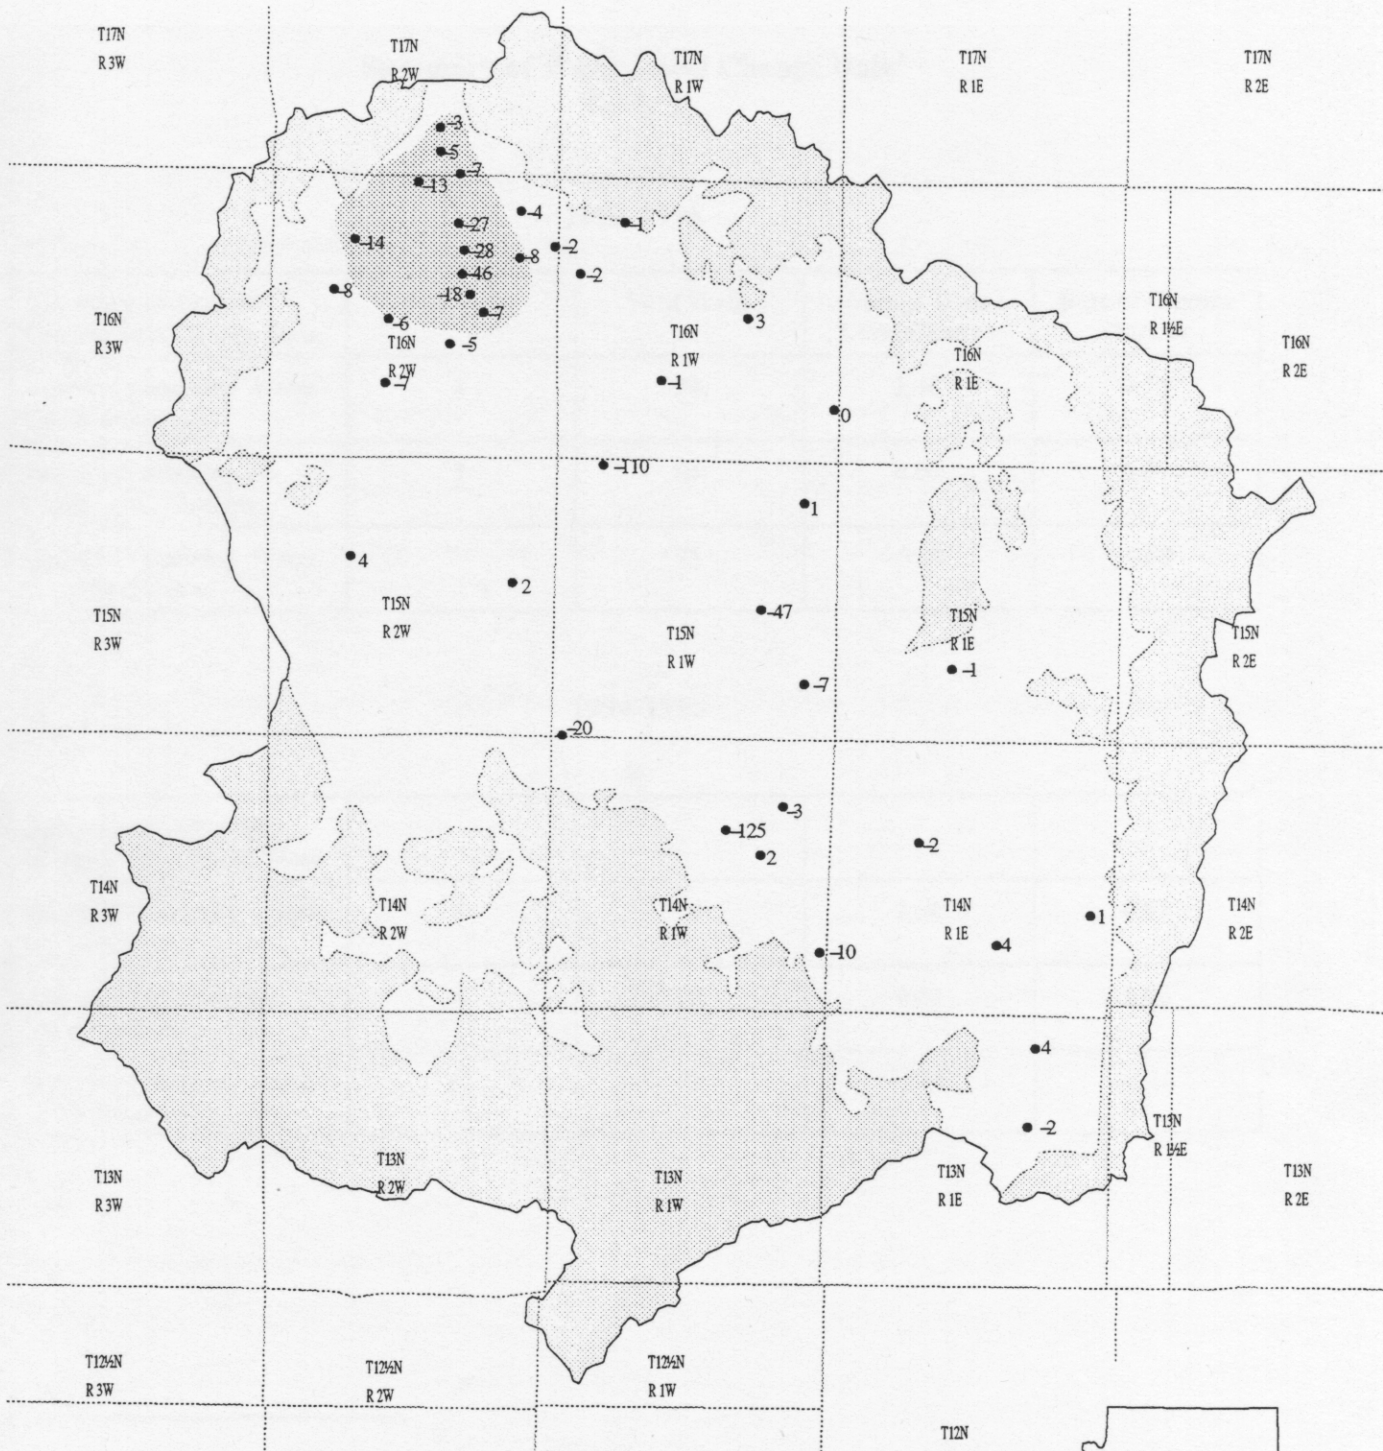 T17N
R 3W
T17N
R 2W
T17N
R 1W
T17N
R 1E
T17N
R 2E
–3
–5
–7
–13
–4
–1
–27
–14
–2
–28
–8
–46
–2
–8
–18
–7
–6
3
–5
T16N
R 3W
T16N
R 2W
T16N
R 1W
T16N
R 1E
T16N
R 1½E
T16N
R 2E
–7
–1
0
–110
1
4
2
–47
T15N
R 3W
T15N
R 2W
T15N
R 1W
T15N
R 1E
T15N
R 2E
–1
–7
–20
–3
–125
2
–2
T14N
R 3W
T14N
R 2W
T14N
R 1W
T14N
R 1E
T14N
R 2E
1
4
–10
4
–2
T13N
R 3W
T13N
R 2W
T13N
R 1W
T13N
R 1E
T13N
R 1½E
T13N
R 2E
T12½N
R 3W
T12½N
R 2W
T12½N
R 1W
T12N